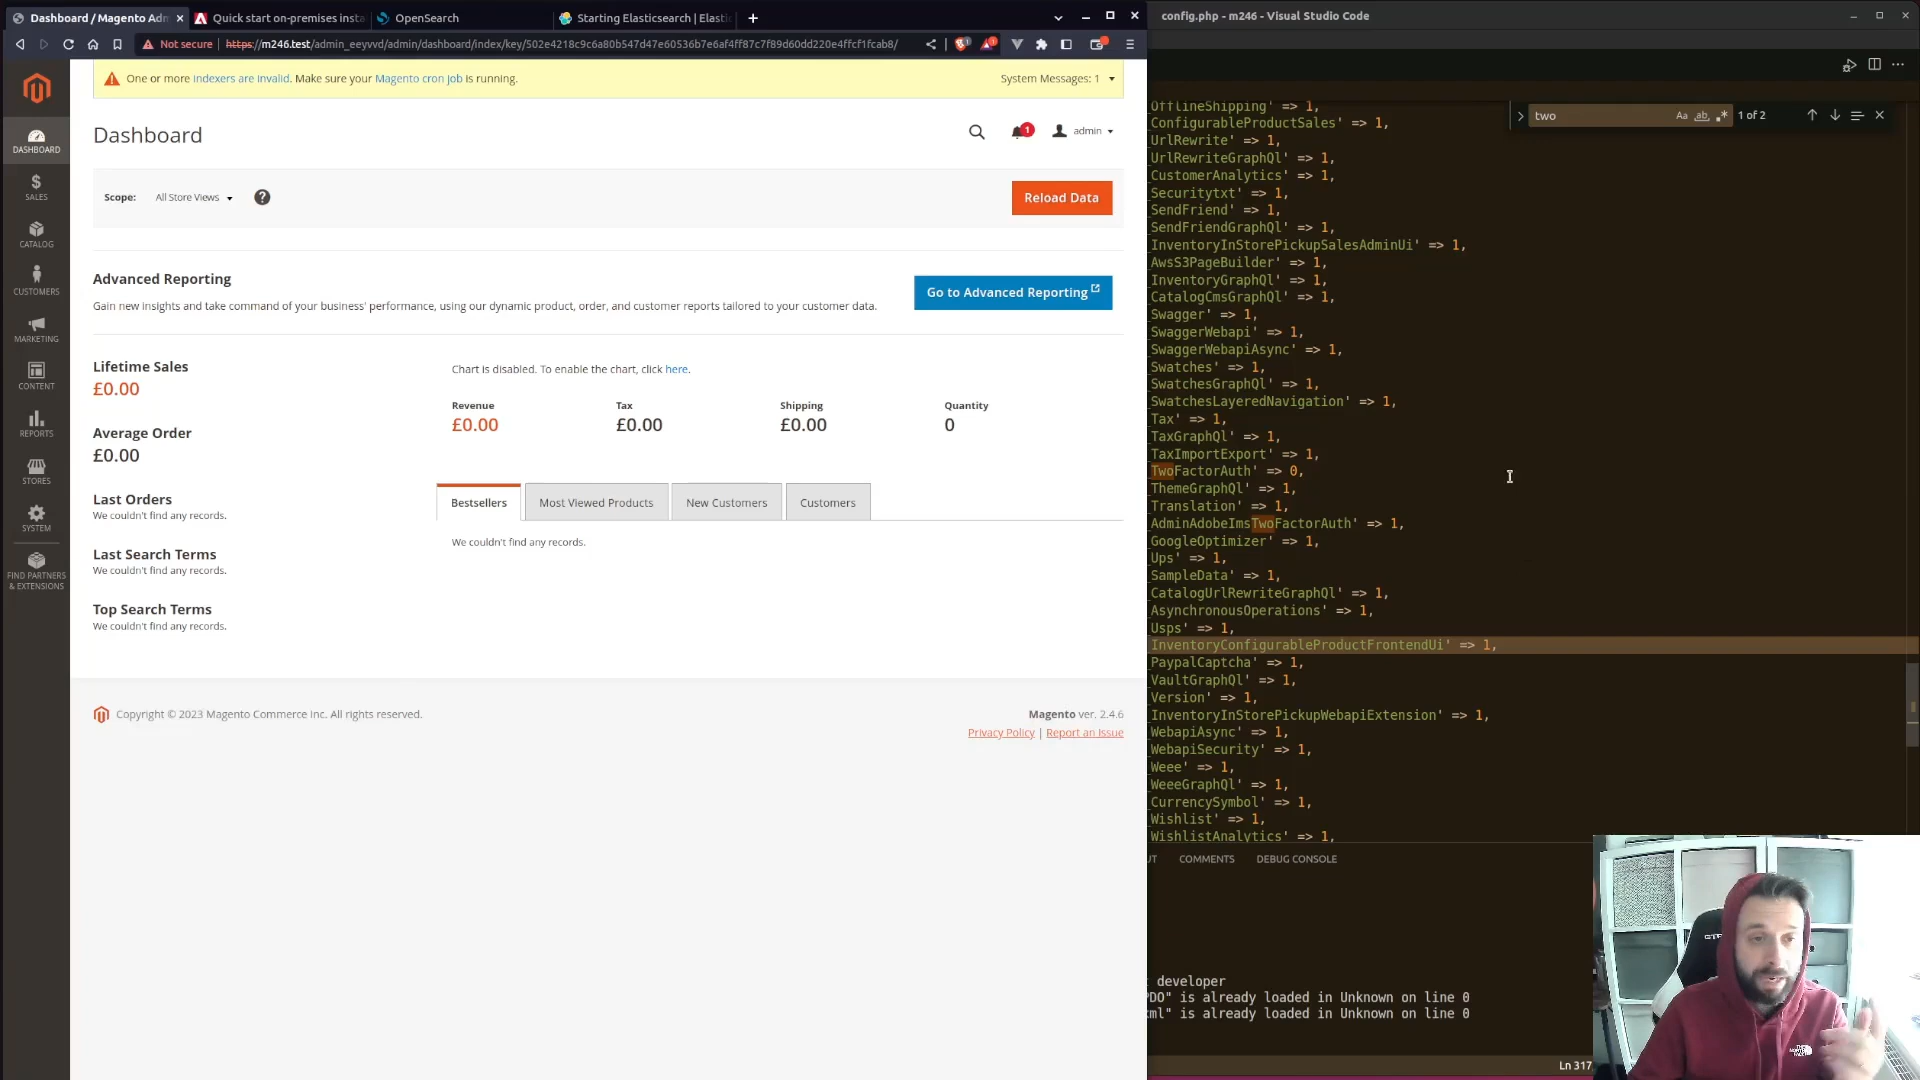 Dashboard / Magento Adm
Quick start on-premises insta
OpenSearch
Starting Elasticsearch | Elasti
config.php - m246 - Visual Studio Code
Not secure
https://m246.test/admin_eeyvvd/admin/dashboard/index/key/502e4218c9c6a80b547d47e60536b7e6af4ff87c7f89d60dd220e4ffcf1fcab8/
One or more indexers are invalid. Make sure your Magento cron job is running.
System Messages: 1
Dashboard
1
admin
Scope:
All Store Views
Reload Data
Advanced Reporting
Gain new insights and take command of your business' performance, using our dynamic product, order, and customer reports tailored to your customer data.
Go to Advanced Reporting
Lifetime Sales
£0.00
Average Order
£0.00
Last Orders
We couldn't find any records.
Last Search Terms
We couldn't find any records.
Top Search Terms
We couldn't find any records.
Chart is disabled. To enable the chart, click here.
Revenue
£0.00
Tax
£0.00
Shipping
£0.00
Quantity
0
Bestsellers
Most Viewed Products
New Customers
Customers
We couldn't find any records.
Copyright © 2023 Magento Commerce Inc. All rights reserved.
Magento ver. 2.4.6
Privacy Policy | Report an Issue
DASHBOARD
SALES
CATALOG
CUSTOMERS
MARKETING
CONTENT
REPORTS
STORES
SYSTEM
FIND PARTNERS
& EXTENSIONS
two
Aa
ab
1 of 2
OfflineShipping' => 1,
ConfigurableProductSales' => 1,
UrlRewrite' => 1,
UrlRewriteGraphQl' => 1,
CustomerAnalytics' => 1,
Securitytxt' => 1,
SendFriend' => 1,
SendFriendGraphQl' => 1,
InventoryInStorePickupSalesAdminUi' => 1,
AwsS3PageBuilder' => 1,
InventoryGraphQl' => 1,
CatalogCmsGraphQl' => 1,
Swagger' => 1,
SwaggerWebapi' => 1,
SwaggerWebapiAsync' => 1,
Swatches' => 1,
SwatchesGraphQl' => 1,
SwatchesLayeredNavigation' => 1,
Tax' => 1,
TaxGraphQl' => 1,
TaxImportExport' => 1,
TwoFactorAuth' => 0,
ThemeGraphQl' => 1,
Translation' => 1,
AdminAdobeImsTwoFactorAuth' => 1,
GoogleOptimizer' => 1,
Ups' => 1,
SampleData' => 1,
CatalogUrlRewriteGraphQl' => 1,
AsynchronousOperations' => 1,
Usps' => 1,
InventoryConfigurableProductFrontendUi' => 1,
PaypalCaptcha' => 1,
VaultGraphQl' => 1,
Version' => 1,
InventoryInStorePickupWebapiExtension' => 1,
WebapiAsync' => 1,
WebapiSecurity' => 1,
Weee' => 1,
WeeeGraphQl' => 1,
CurrencySymbol' => 1,
Wishlist' => 1,
WishlistAnalytics' => 1,
UT
COMMENTS
DEBUG CONSOLE
developer
DO" is already loaded in Unknown on line 0
ml" is already loaded in Unknown on line 0
Ln 317